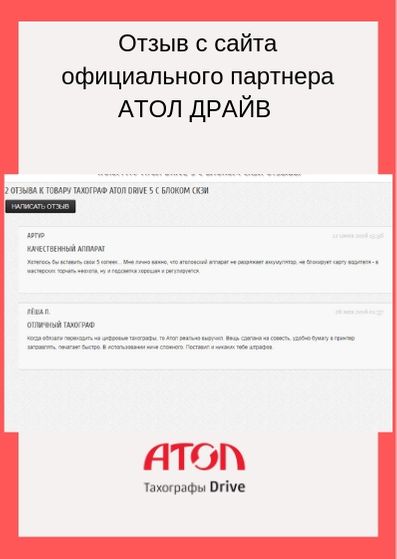 Отзыв с сайта
официального партнера
АТОЛ ДРАЙВ
2 ОТЗЫВА К ТОВАРУ ТАХОГРАФ АТОЛ DRIVE 5 С БЛОКОМ СКЗИ
НАПИСАТЬ ОТЗЫВ
АРТУР
КАЧЕСТВЕННЫЙ АППАРАТ
Хотелось бы вставить свои 5 копеек... Мне лично важно, что атоловский аппарат не разряжает аккумулятор, не блокирует карту водителя - в
мастерских торчать неохота, ну и подсветка хорошая и регулируется.
ЛЁША П.
ОТЛИЧНЫЙ ТАХОГРАФ
Когда обязали переходить на цифровые тахографы, то Атол реально выручил. Вещь сделана на совесть, удобно бумагу в принтер
заправлять, печатает быстро. В использовании ниче сложного. Поставил и никаких тебе штрафов.
АТОЛ
Тахографы Drive